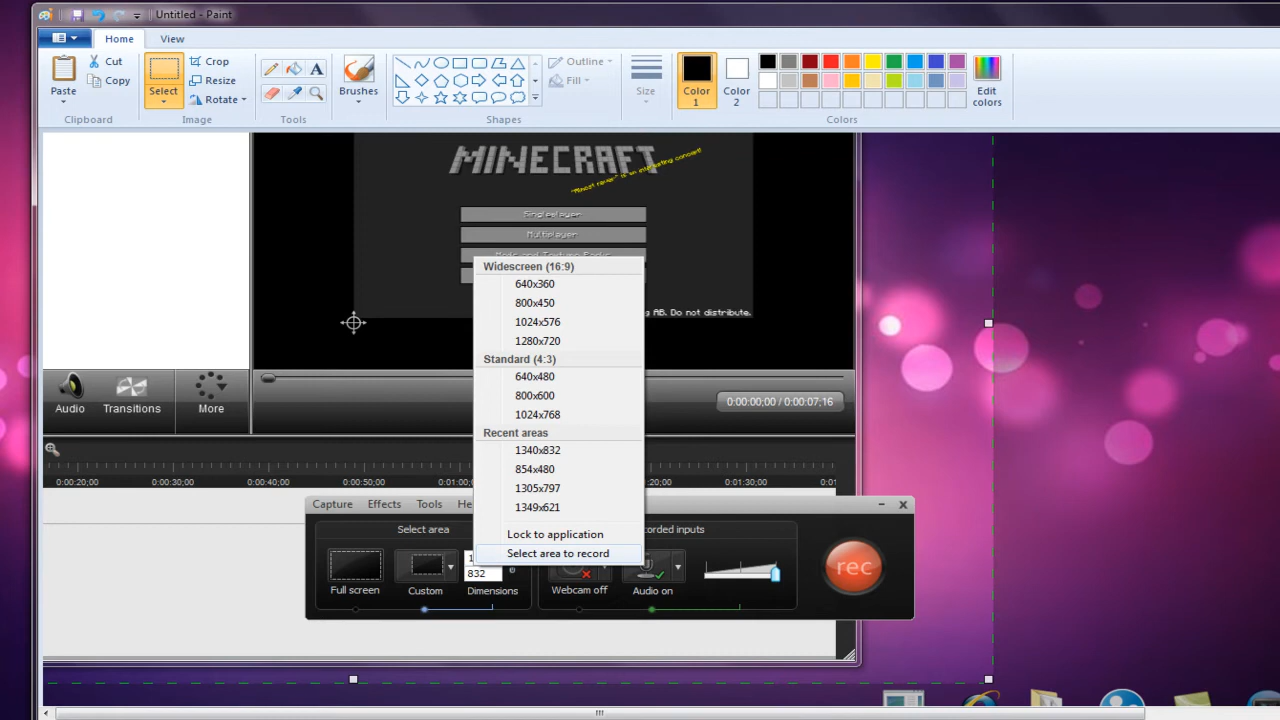 Untitled - Paint
Home View
Paste Cut Copy
Clipboard
Select Crop Resize Rotate
Image
Tools
Brushes
Outline Fill
Shapes
Size
Color 1 Color 2
Edit colors
Colors
MINECRAFT
Singleplayer
Multiplayer
Mods and Texture Packs
AB. Do not distribute.
Widescreen (16:9)
640x360
800x450
1024x576
1280x720
Standard (4:3)
640x480
800x600
1024x768
Recent areas
1340x832
854x480
1305x797
1349x621
Lock to application
Select area to record
Audio Transitions More
0:00:00;00 / 0:00:07;16
0:00:20;00 0:00:30;00 0:00:40;00 0:00:50;00
0:01:30;00
Capture Effects Tools
Select area
Full screen Custom
832
Dimensions
Webcam off Audio on
rec